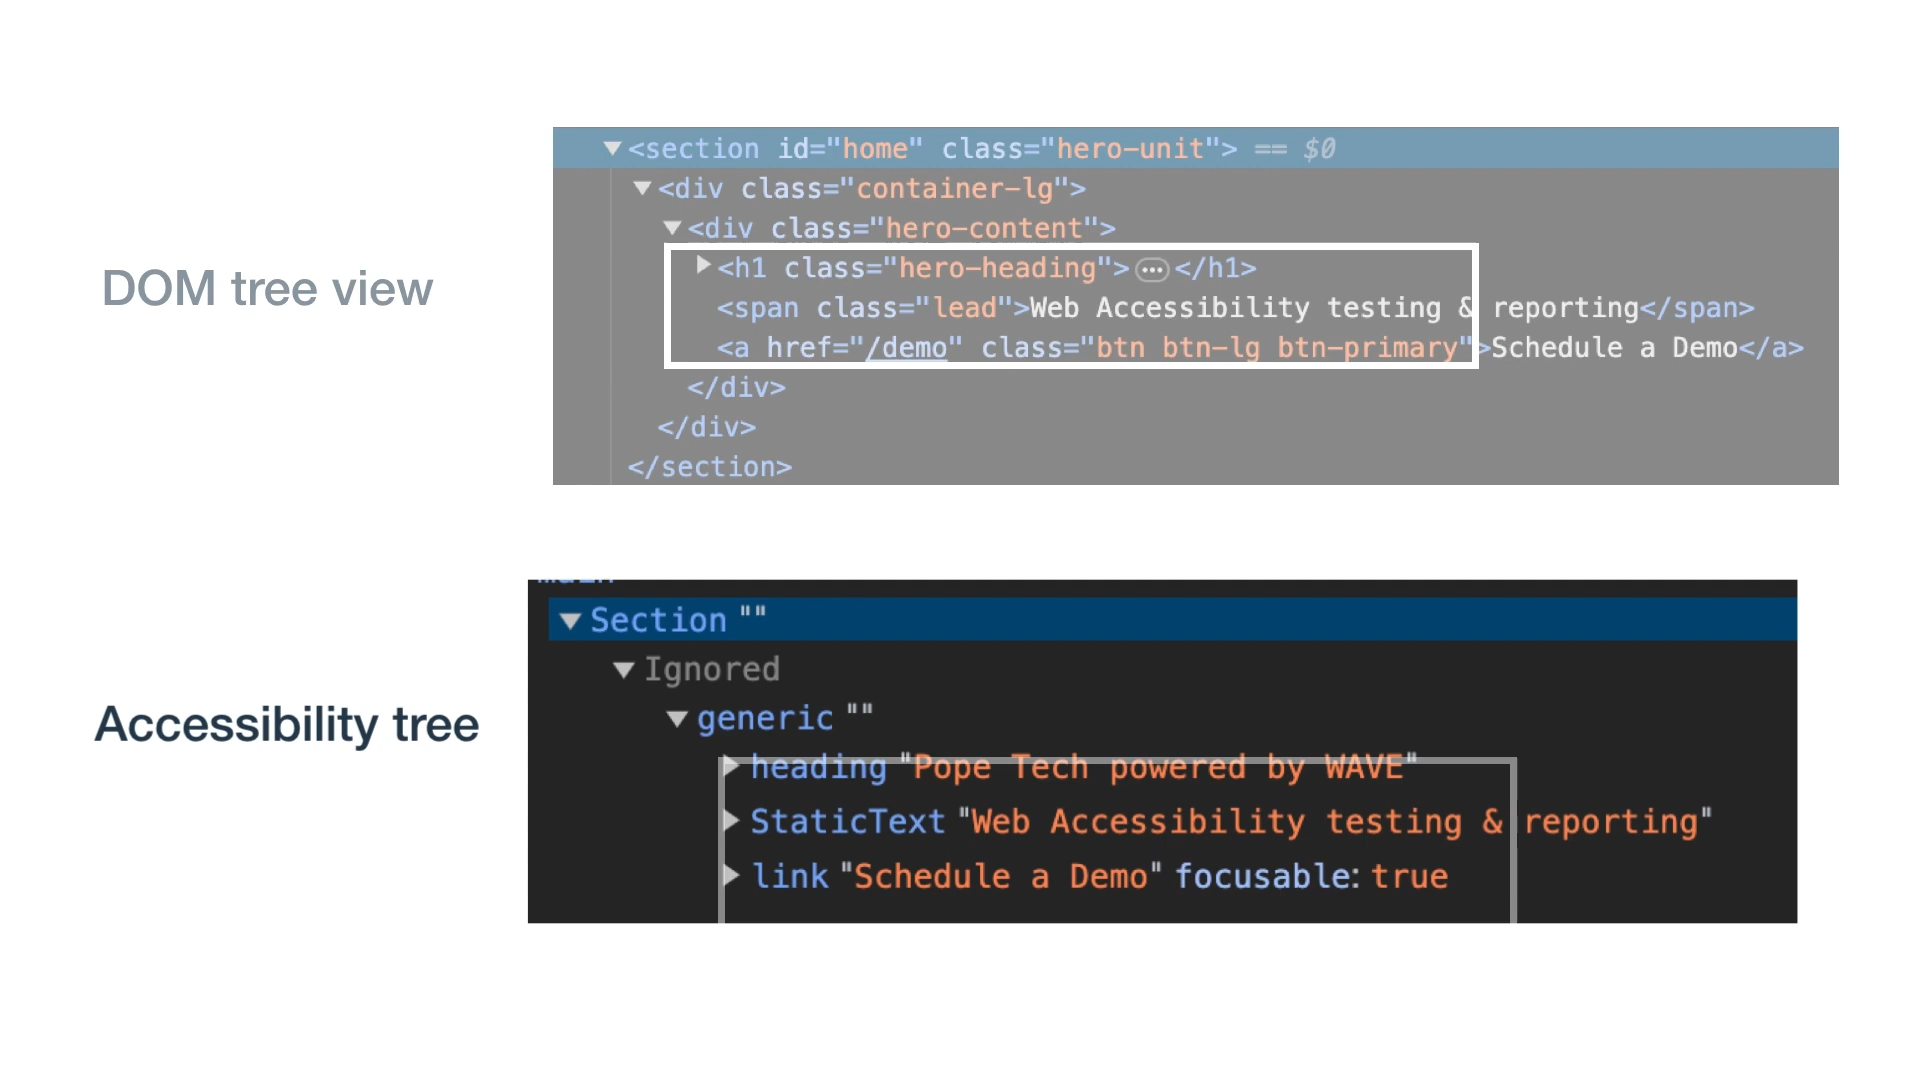 DOM tree view
<section id="home" class="hero-unit"> == $0
<div class="container-lg">
<div class="hero-content">
<h1 class="hero-heading">…</h1>
<span class="lead">Web Accessibility testing & reporting</span>
<a href="/demo" class="btn btn-lg btn-primary">Schedule a Demo</a>
</div>
</div>
</section>
Accessibility tree
main
Section ""
Ignored
generic ""
heading "Pope Tech powered by WAVE"
StaticText "Web Accessibility testing & reporting"
link "Schedule a Demo" focusable: true